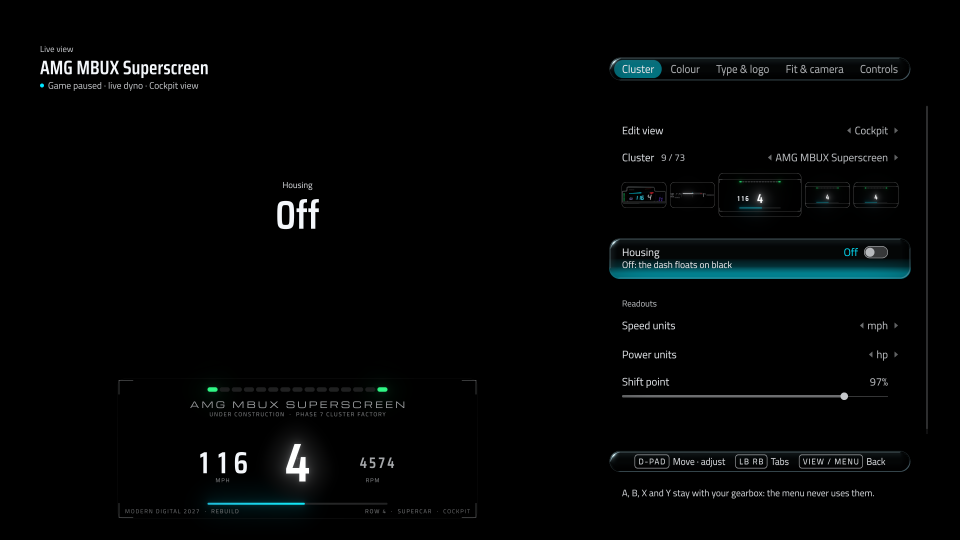 Live view
AMG MBUX Superscreen
Game paused · live dyno · Cockpit view
Cluster
Colour
Type & logo
Fit & camera
Controls
Edit view
Cockpit
Cluster 9 / 73
AMG MBUX Superscreen
116 4
4
4
Housing
Off
Housing
Off
Off: the dash floats on black
Readouts
Speed units
mph
Power units
hp
Shift point
97%
AMG MBUX SUPERSCREEN
UNDER CONSTRUCTION · PHASE 7 CLUSTER FACTORY
116
MPH
4
4574
RPM
MODERN DIGITAL 2027 · REBUILD
ROW 4 · SUPERCAR · COCKPIT
D-PAD Move · adjust LB RB Tabs VIEW / MENU Back
A, B, X and Y stay with your gearbox: the menu never uses them.